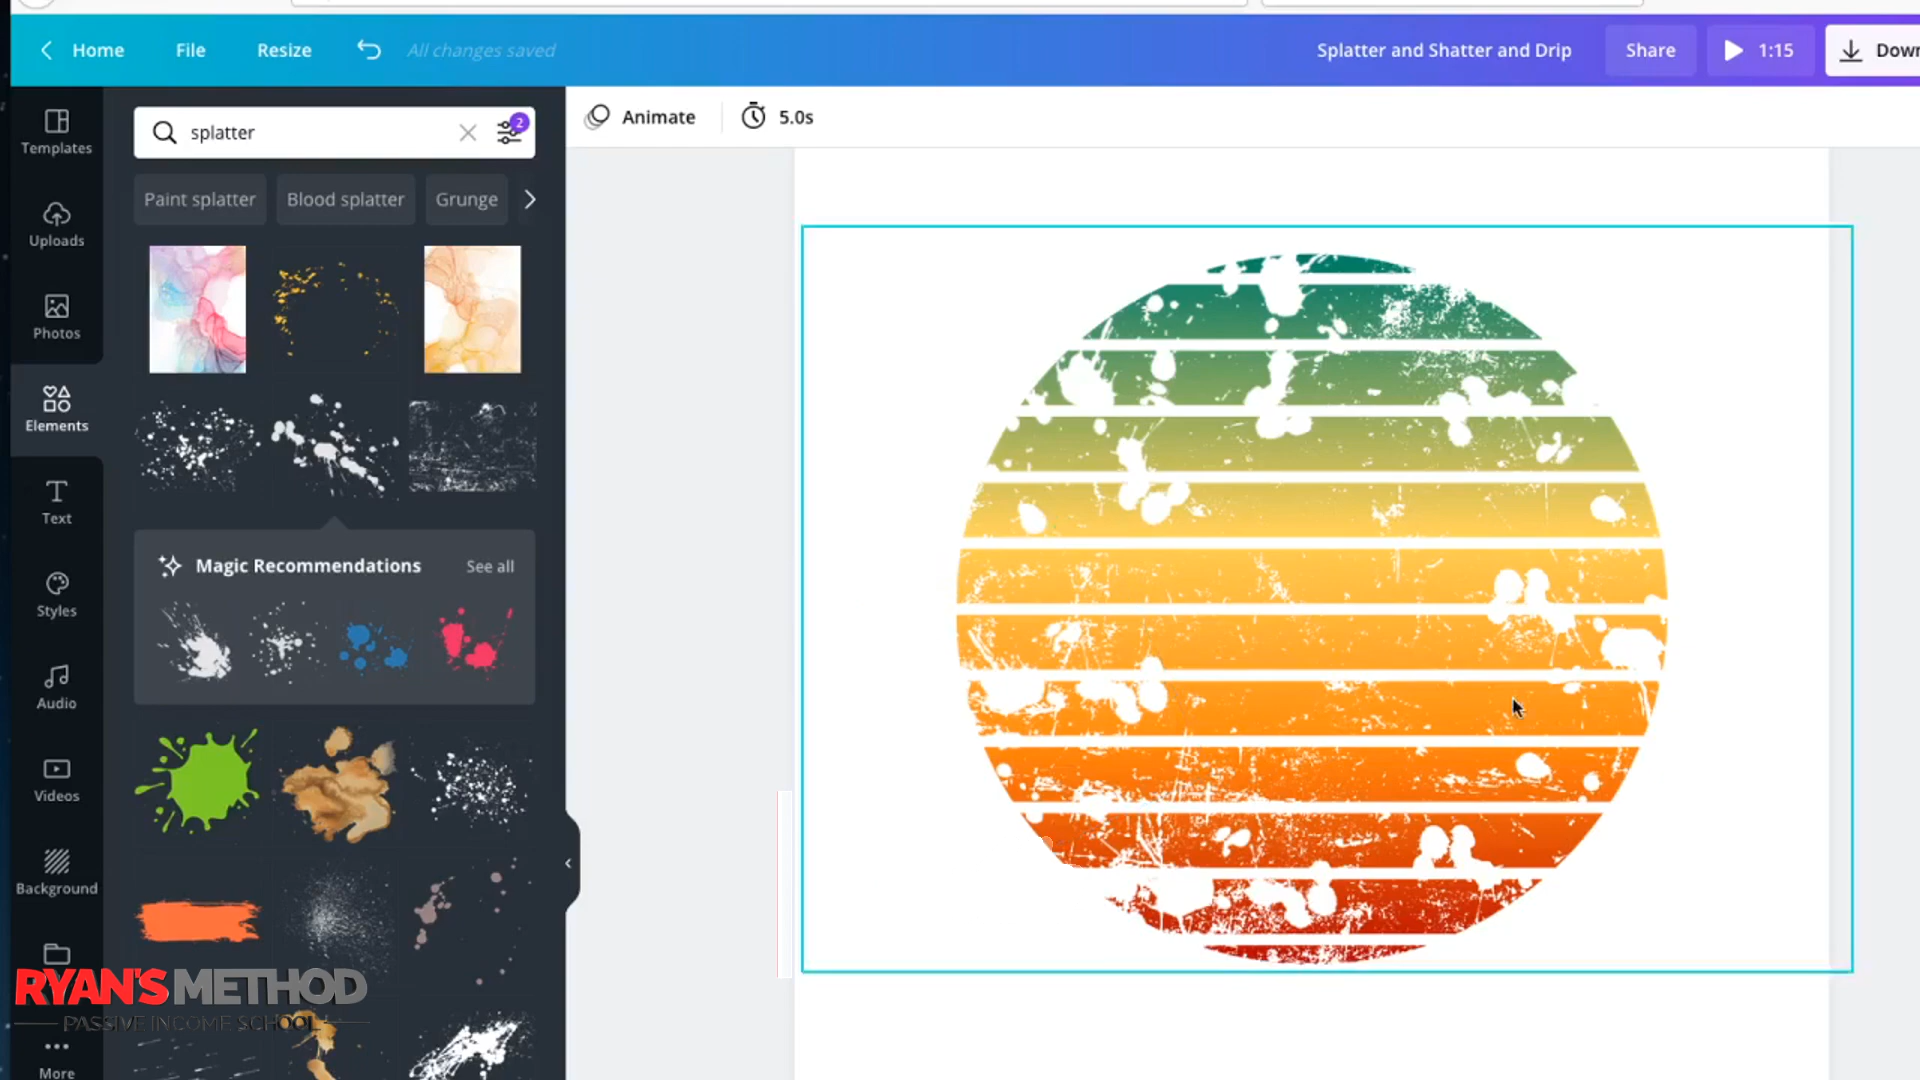 Home
File
Resize
All changes saved
Splatter and Shatter and Drip
Share
1:15
Down
Templates
Uploads
Photos
Elements
Text
Styles
Audio
Videos
Background
More
splatter
2
Paint splatter
Blood splatter
Grunge
Magic Recommendations
See all
Animate
5.0s
RYAN'S METHOD
PASSIVE INCOME SCHOOL